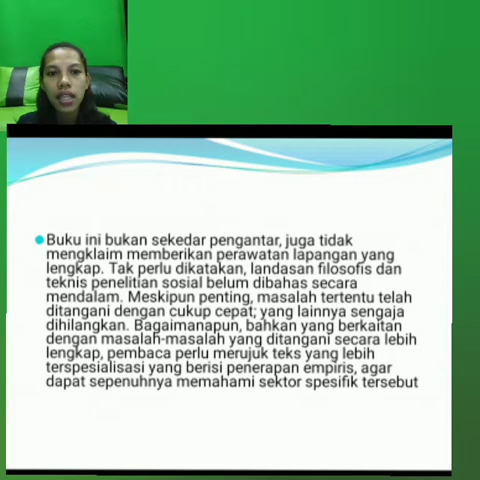 Buku ini bukan sekedar pengantar, juga tidak
mengklaim memberikan perawatan lapangan yang
lengkap. Tak perlu dikatakan, landasan filosofis dan
teknis penelitian sosial belum dibahas secara
mendalam. Meskipun penting, masalah tertentu telah
ditangani dengan cukup cepat; yang lainnya sengaja
dihilangkan. Bagaimanapun, bahkan yang berkaitan
dengan masalah-masalah yang ditangani secara lebih
lengkap, pembaca perlu merujuk teks yang lebih
terspesialisasi yang berisi penerapan empiris, agar
dapat sepenuhnya memahami sektor spesifik tersebut